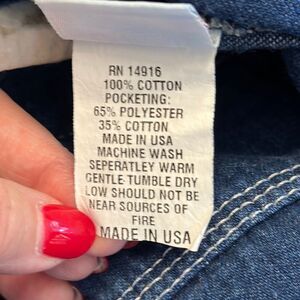 RN 14916
100% COTTON
POCKETING:
65% POLYESTER
35% COTTON
MADE IN USA
MACHINE WASH
SEPERATLEY WARM
GENTLE TUMBLE DRY
LOW SHOULD NOT BE
NEAR SOURCES OF
FIRE
MADE IN USA